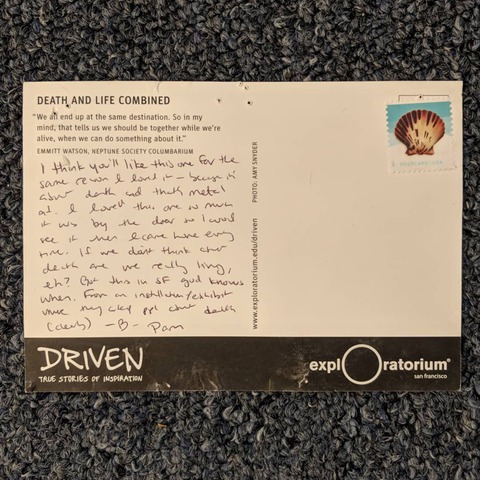 DEATH AND LIFE COMBINED
"We all end up at the same destination. So in my
mind, that tells us we should be together while we're
alive, when we can do something about it."
EMMITT WATSON, NEPTUNE SOCIETY COLUMBARIUM
I think you'll like this one for the
same reason I loved it - because it's
about death and that's metal
af. I loved this one so much
it was by the door so I would
see it when I came home every
time. If we don't think about
death are we really living,
eh? Got this in SF god knows
when. From an installation/exhibit
where they ppl about death
(clearly) -B- Pam
PHOTO: AMY SNYDER
www.exploratorium.edu/driven
DRIVEN
TRUE STORIES OF INSPIRATION
explOratorium®
san francisco